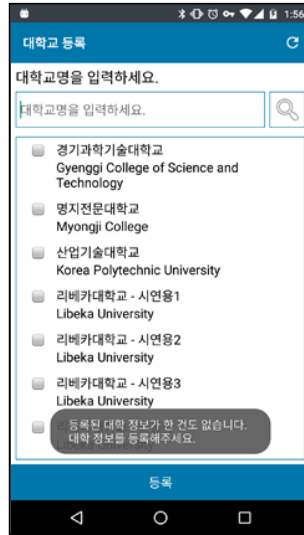 1:56
대학교 등록
대학교명을 입력하세요.
대학교명을 입력하세요.
경기과학기술대학교
Gyenggi College of Science and
Technology
명지전문대학교
Myongji College
산업기술대학교
Korea Polytechnic University
리베카대학교 - 시연용1
Libeka University
리베카대학교 - 시연용2
Libeka University
리베카대학교 - 시연용3
Libeka University
등록된 대학 정보가 한 건도 없습니다.
대학 정보를 등록해주세요.
등록